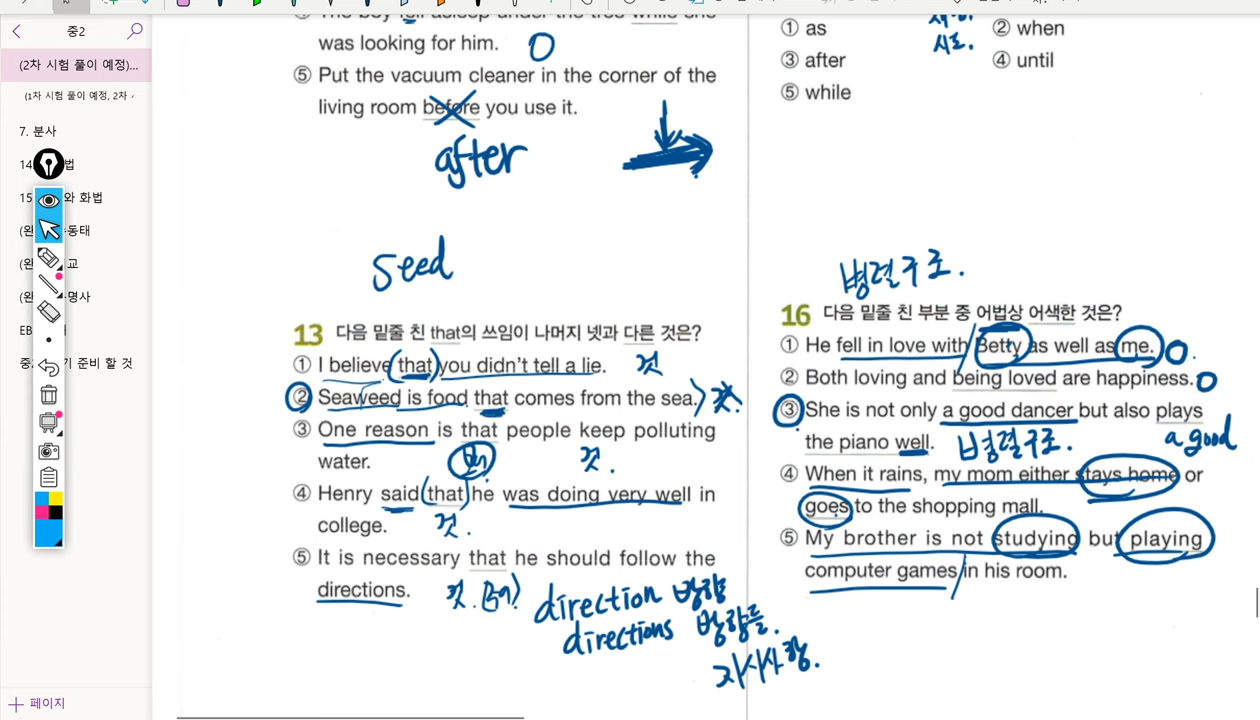 중2
(2차 시험 풀이 예정)...
(1차 시험 풀이 예정, 2차
7. 분사
14 법
15 와 화법
(완 동태
(완 교
(완 명사
EB
중 기 준비 할 것
페이지
was looking for him.
⑤ Put the vacuum cleaner in the corner of the
living room before you use it.
after
seed
13 다음 밑줄 친 that의 쓰임이 나머지 넷과 다른 것은?
① I believe (that) you didn't tell a lie. 것
② Seaweed is food that comes from the sea.
③ One reason is that people keep polluting
water. 것.
④ Henry said (that) he was doing very well in
college. 것.
⑤ It is necessary that he should follow the
directions.
direction 방향
directions 방향들.
지시사항.
① as ② when
③ after ④ until
⑤ while
시도.
병렬구조.
16 다음 밑줄 친 부분 중 어법상 어색한 것은?
① He fell in love with / Betty as well as me.
② Both loving and being loved are happiness.
③ She is not only a good dancer but also plays
the piano well. 병렬구조. a good
④ When it rains, my mom either stays home or
goes to the shopping mall.
⑤ My brother is not studying but playing
computer games / in his room.